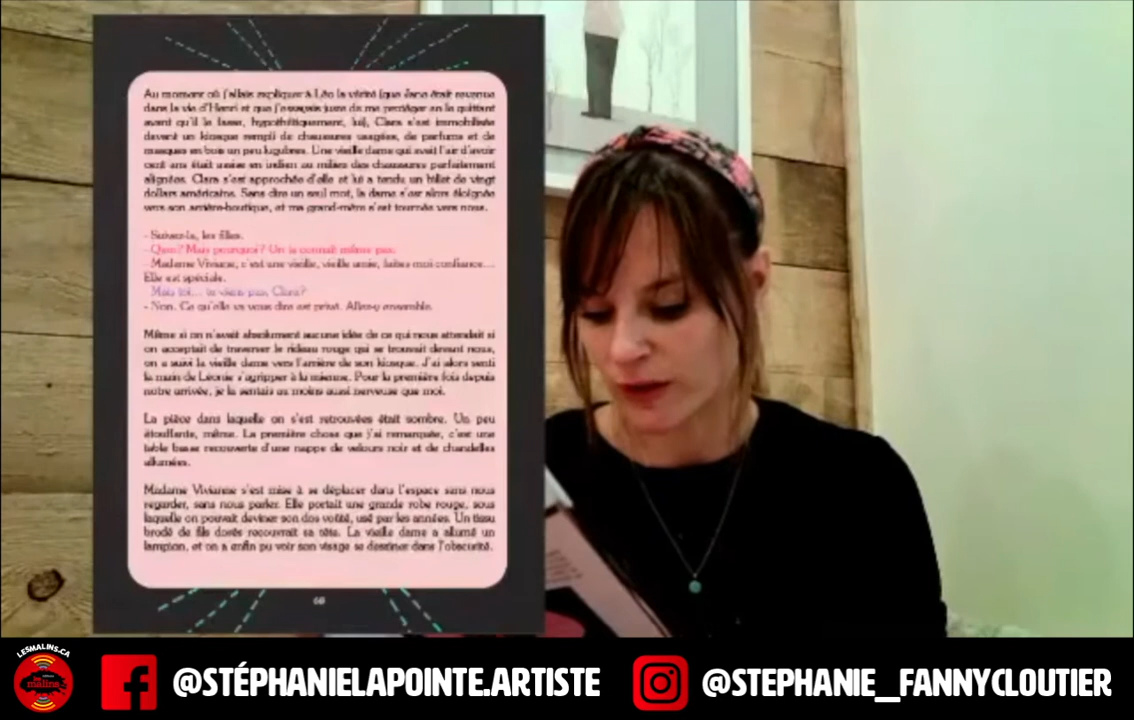 Au moment où j'allais expliquer à Léo la vérité (que Jane était revenue
dans la vie d'Henri et que j'essayais juste de me protéger en le quittant
avant qu'il le fasse, hypothétiquement, lui), Clara s'est immobilisée
devant un kiosque rempli de chaussures usagées, de parfums et de
masques en bois un peu lugubres. Une vieille dame qui avait l'air d'avoir
cent ans était assise en indien au milieu des chaussures parfaitement
alignées. Clara s'est approchée d'elle et lui a tendu un billet de vingt
dollars américains. Sans dire un seul mot, la dame s'est alors éloignée
vers son arrière-boutique, et ma grand-mère s'est tournée vers nous.
- Suivez-la, les filles.
- Quoi? Mais pourquoi? On la connaît même pas.
- Madame Viviane, c'est une vieille, vieille amie, faites-moi confiance...
Elle est spéciale.
- Mais toi... tu viens pas, Clara?
- Non. Ce qu'elle va vous dire est privé. Allez-y ensemble.
Même si on n'avait absolument aucune idée de ce qui nous attendait si
on acceptait de traverser le rideau rouge qui se trouvait devant nous,
on a suivi la vieille dame vers l'arrière de son kiosque. J'ai alors senti
la main de Léonie s'agripper à la mienne. Pour la première fois depuis
notre arrivée, je la sentais au moins aussi nerveuse que moi.
La pièce dans laquelle on s'est retrouvées était sombre. Un peu
étouffante, même. La première chose que j'ai remarquée, c'est une
table basse recouverte d'une nappe de velours noir et de chandelles
allumées.
Madame Vivianne s'est mise à se déplacer dans l'espace sans nous
regarder, sans nous parler. Elle portait une grande robe rouge, sous
laquelle on pouvait deviner son dos voûté, usé par les années. Un tissu
brodé de fils dorés recouvrait sa tête. La vieille dame a allumé un
lampion, et on a enfin pu voir son visage se dessiner dans l'obscurité.
68
LESMALINS.CA
les malins
@STÉPHANIELAPOINTE.ARTISTE
@STEPHANIE_FANNYCLOUTIER